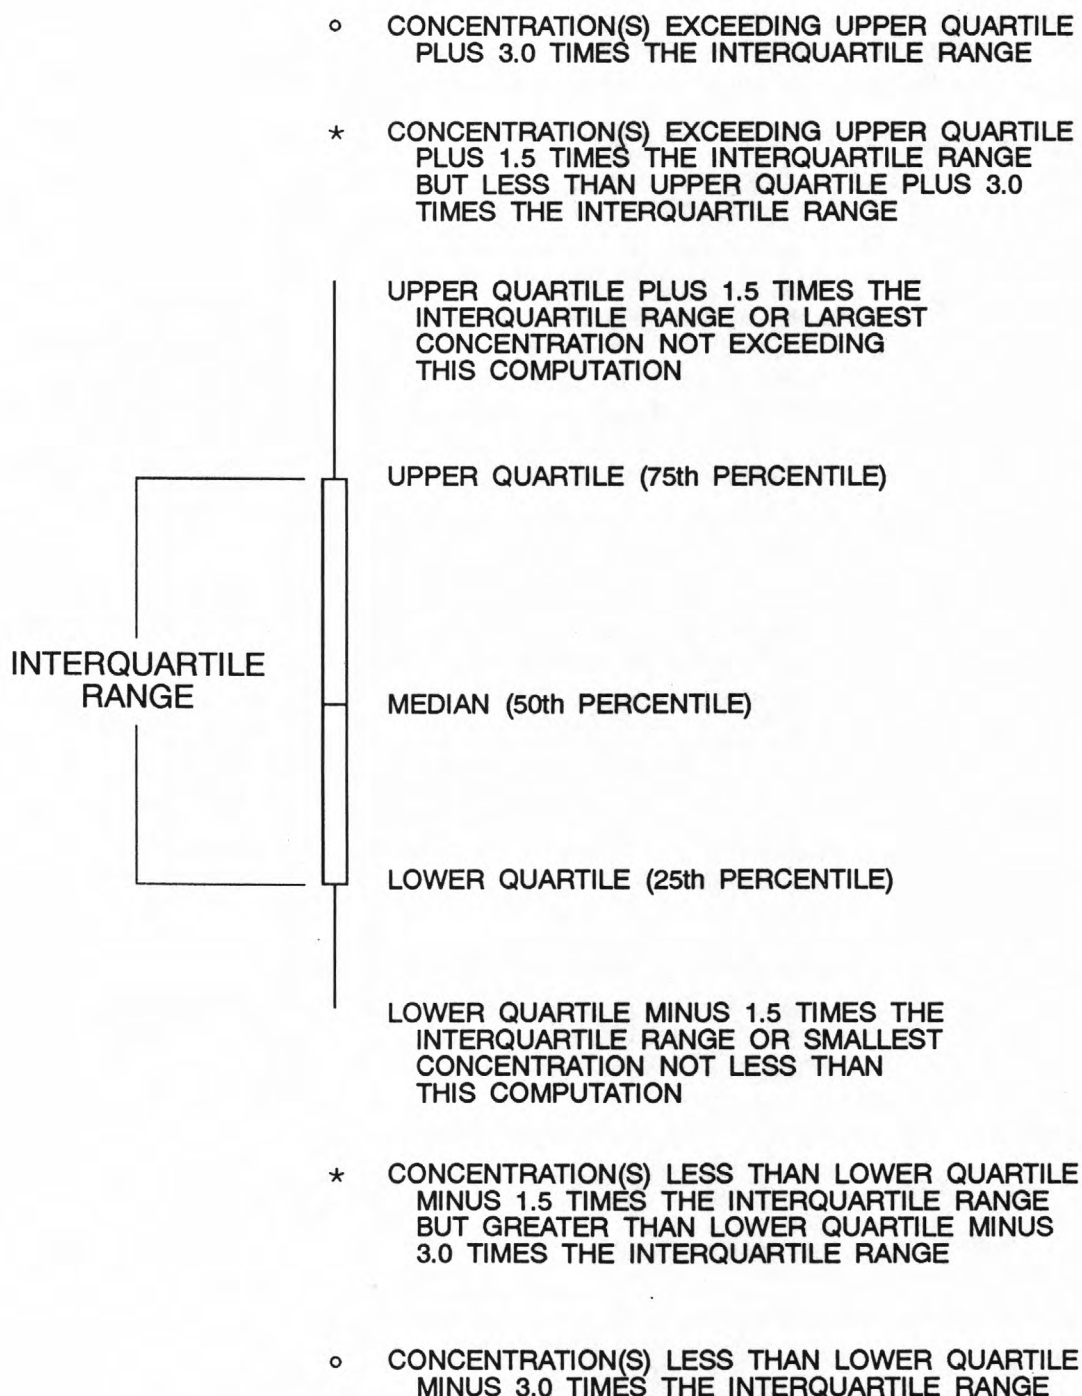 ○ CONCENTRATION(S) EXCEEDING UPPER QUARTILE
PLUS 3.0 TIMES THE INTERQUARTILE RANGE
* CONCENTRATION(S) EXCEEDING UPPER QUARTILE
PLUS 1.5 TIMES THE INTERQUARTILE RANGE
BUT LESS THAN UPPER QUARTILE PLUS 3.0
TIMES THE INTERQUARTILE RANGE
UPPER QUARTILE PLUS 1.5 TIMES THE
INTERQUARTILE RANGE OR LARGEST
CONCENTRATION NOT EXCEEDING
THIS COMPUTATION
UPPER QUARTILE (75th PERCENTILE)
INTERQUARTILE
RANGE
MEDIAN (50th PERCENTILE)
LOWER QUARTILE (25th PERCENTILE)
LOWER QUARTILE MINUS 1.5 TIMES THE
INTERQUARTILE RANGE OR SMALLEST
CONCENTRATION NOT LESS THAN
THIS COMPUTATION
* CONCENTRATION(S) LESS THAN LOWER QUARTILE
MINUS 1.5 TIMES THE INTERQUARTILE RANGE
BUT GREATER THAN LOWER QUARTILE MINUS
3.0 TIMES THE INTERQUARTILE RANGE
○ CONCENTRATION(S) LESS THAN LOWER QUARTILE
MINUS 3.0 TIMES THE INTERQUARTILE RANGE